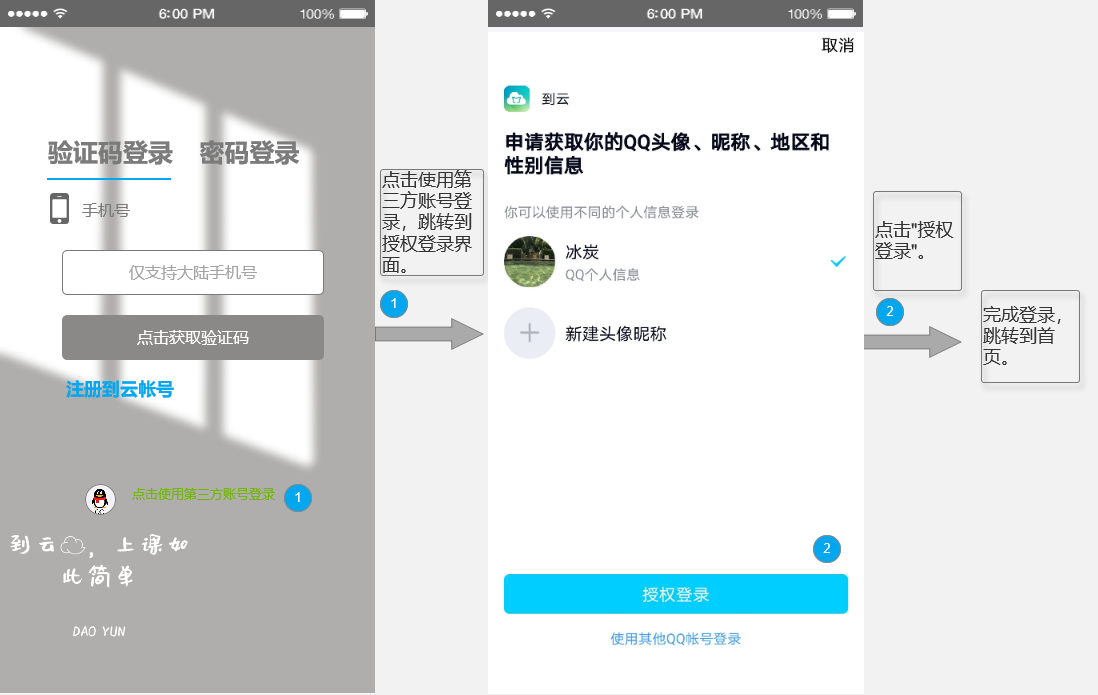 6:00 PM
100%
验证码登录
密码登录
手机号
仅支持大陆手机号
点击获取验证码
注册到云帐号
QQ
点击使用第三方账号登录
1
到云, 上课如
此简单
DAO YUN
点击使用第
三方账号登
录，跳转到
授权登录界
面。
1
6:00 PM
100%
取消
到云
申请获取你的QQ头像、昵称、地区和
性别信息
你可以使用不同的个人信息登录
冰炭
QQ个人信息
新建头像昵称
2
授权登录
使用其他QQ帐号登录
点击"授权
登录"。
2
完成登录，
跳转到首
页。